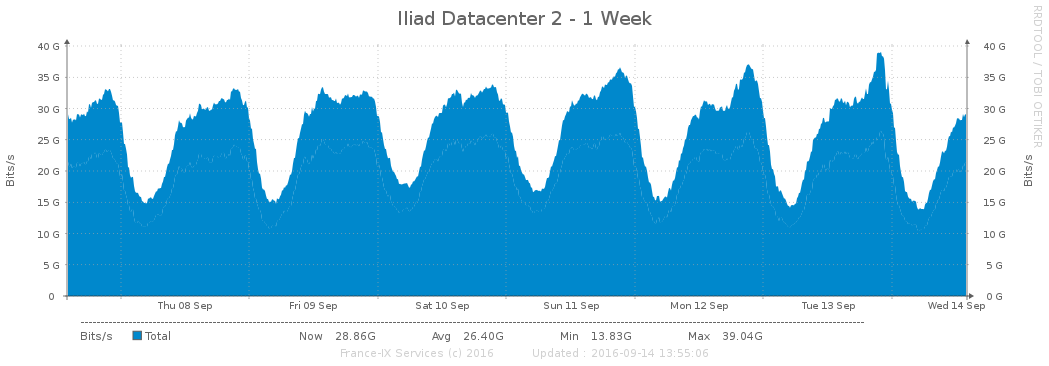 Iliad Datacenter 2 - 1 Week
RRDTOOL / TOBI OETIKER
Bits/s
40 G 40 G
35 G 35 G
30 G 30 G
25 G 25 G
20 G 20 G
15 G 15 G
10 G 10 G
5 G 5 G
0 0 G
Bits/s
Thu 08 Sep Fri 09 Sep Sat 10 Sep Sun 11 Sep Mon 12 Sep Tue 13 Sep Wed 14 Sep
Bits/s Total Now 28.86G Avg 26.40G Min 13.83G Max 39.04G
France-IX Services (c) 2016 Updated : 2016-09-14 13:55:06